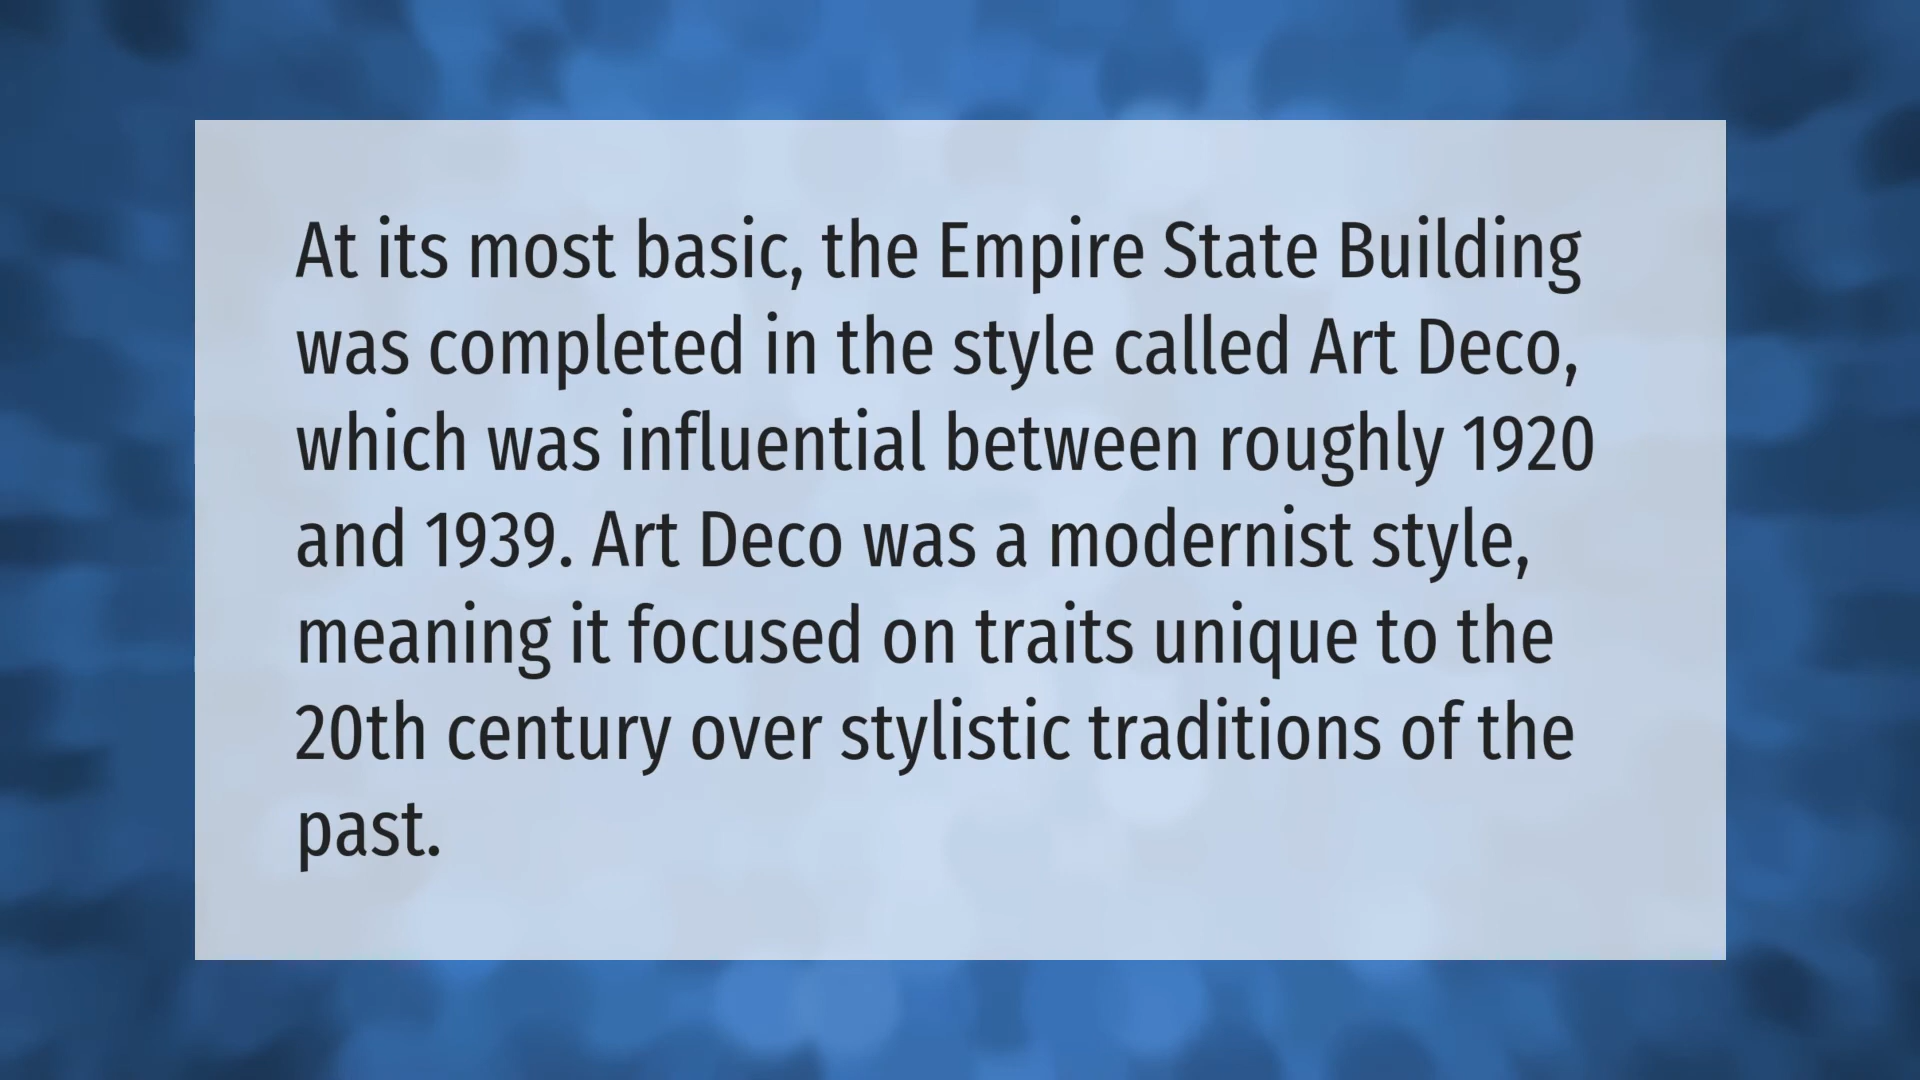 At its most basic, the Empire State Building
was completed in the style called Art Deco,
which was influential between roughly 1920
and 1939. Art Deco was a modernist style,
meaning it focused on traits unique to the
20th century over stylistic traditions of the
past.